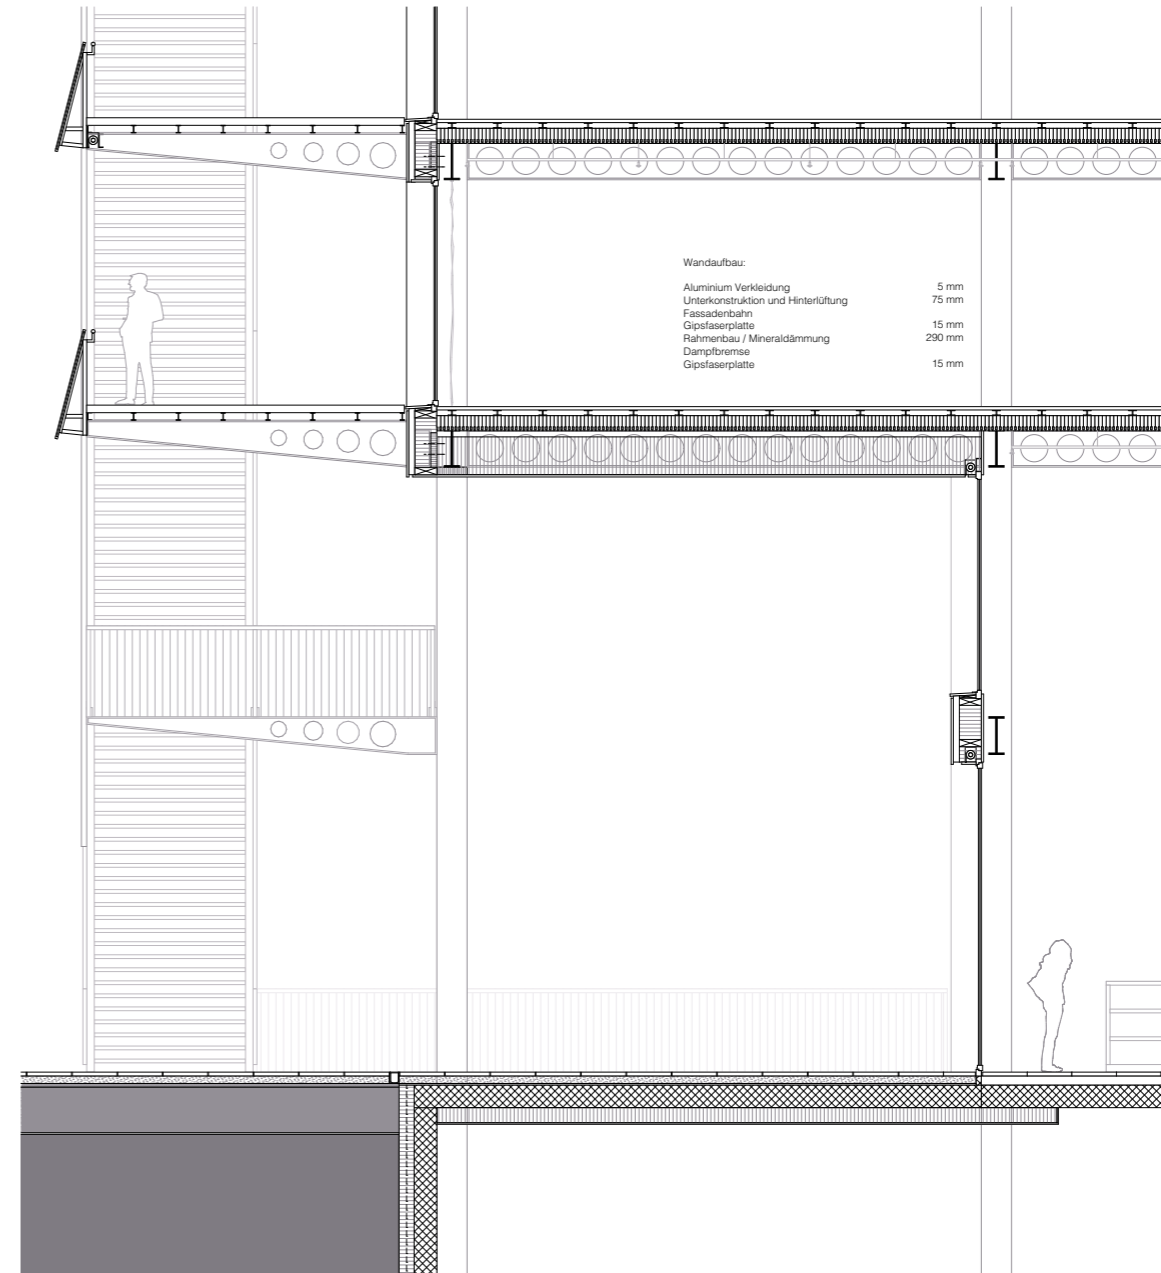 Wandaufbau:
Aluminium Verkleidung 5 mm
Unterkonstruktion und Hinterlüftung 75 mm
Fassadenbahn
Gipsfaserplatte 15 mm
Rahmenbau / Mineraldämmung 290 mm
Dampfbremse
Gipsfaserplatte 15 mm